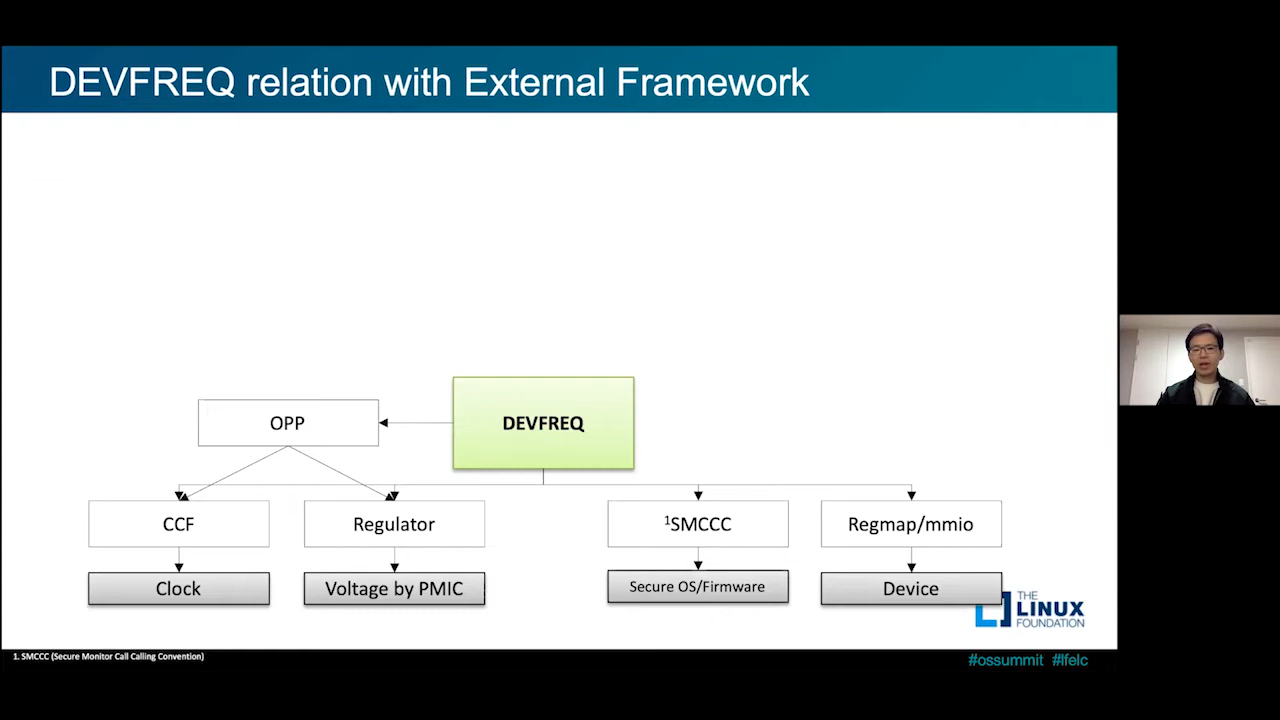 DEVFREQ relation with External Framework
OPP
DEVFREQ
CCF
Regulator
¹SMCCC
Regmap/mmio
Clock
Voltage by PMIC
Secure OS/Firmware
Device
THE
LINUX
FOUNDATION
1. SMCCC (Secure Monitor Call Calling Convention)
#ossummit #lfelc